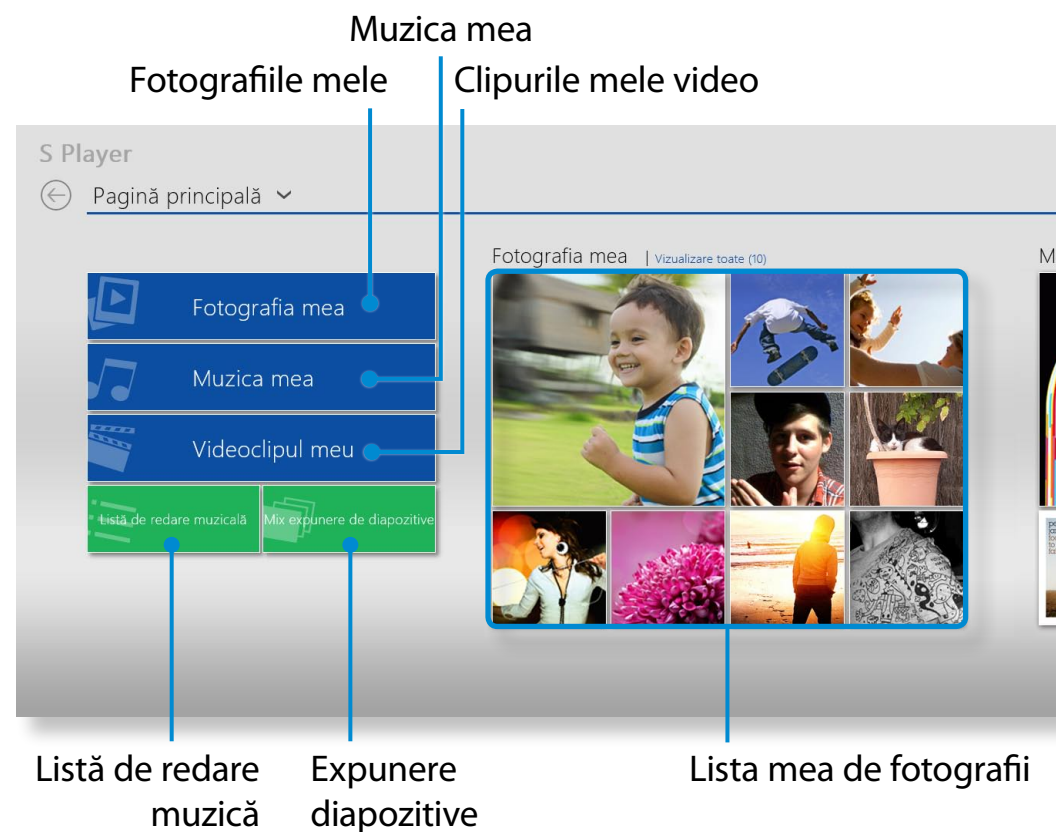 Muzica mea
Fotografiile mele
Clipurile mele video
S Player
Pagină principală
Fotografia mea | Vizualizare toate (10)
M
Fotografia mea
Muzica mea
Videoclipul meu
Listă de redare muzicală
Mix expunere de diapozitive
Listă de redare
muzică
Expunere
diapozitive
Lista mea de fotografii